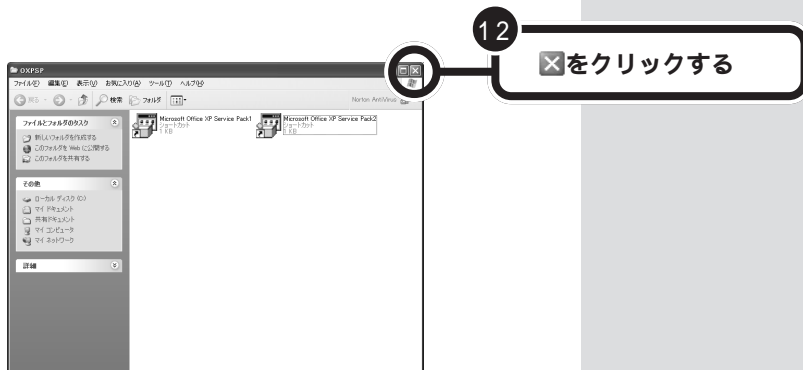 12
をクリックする
OXPSP
ファイル(F) 編集(E) 表示(V) お気に入り(A) ツール(T) ヘルプ(H)
戻る 検索 フォルダ Norton AntiVirus
ファイルとフォルダのタスク
新しいフォルダを作成する
このフォルダを Web に公開する
このフォルダを共有する
Microsoft Office XP Service Pack1
ショートカット
1 KB
Microsoft Office XP Service Pack2
ショートカット
1 KB
その他
ローカル ディスク (C:)
マイ ドキュメント
共有ドキュメント
マイ コンピュータ
マイ ネットワーク
詳細